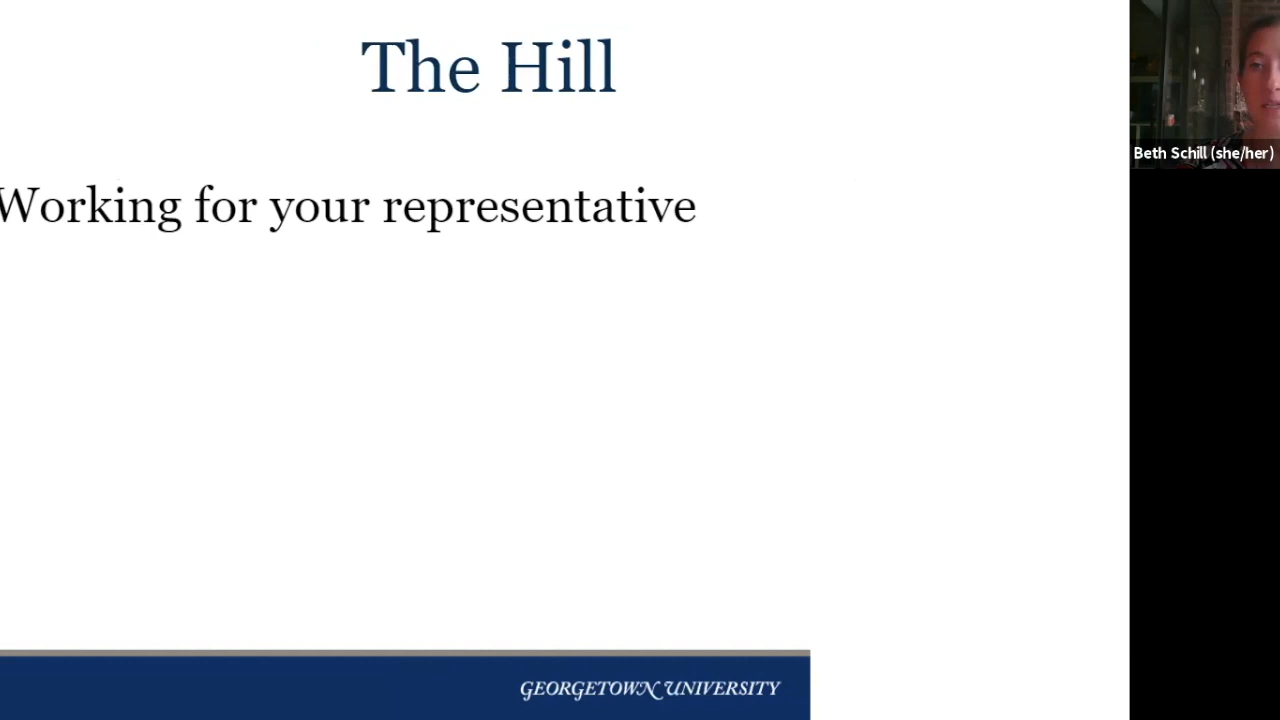 The Hill
Working for your representative
GEORGETOWN UNIVERSITY
Beth Schill (she/her)